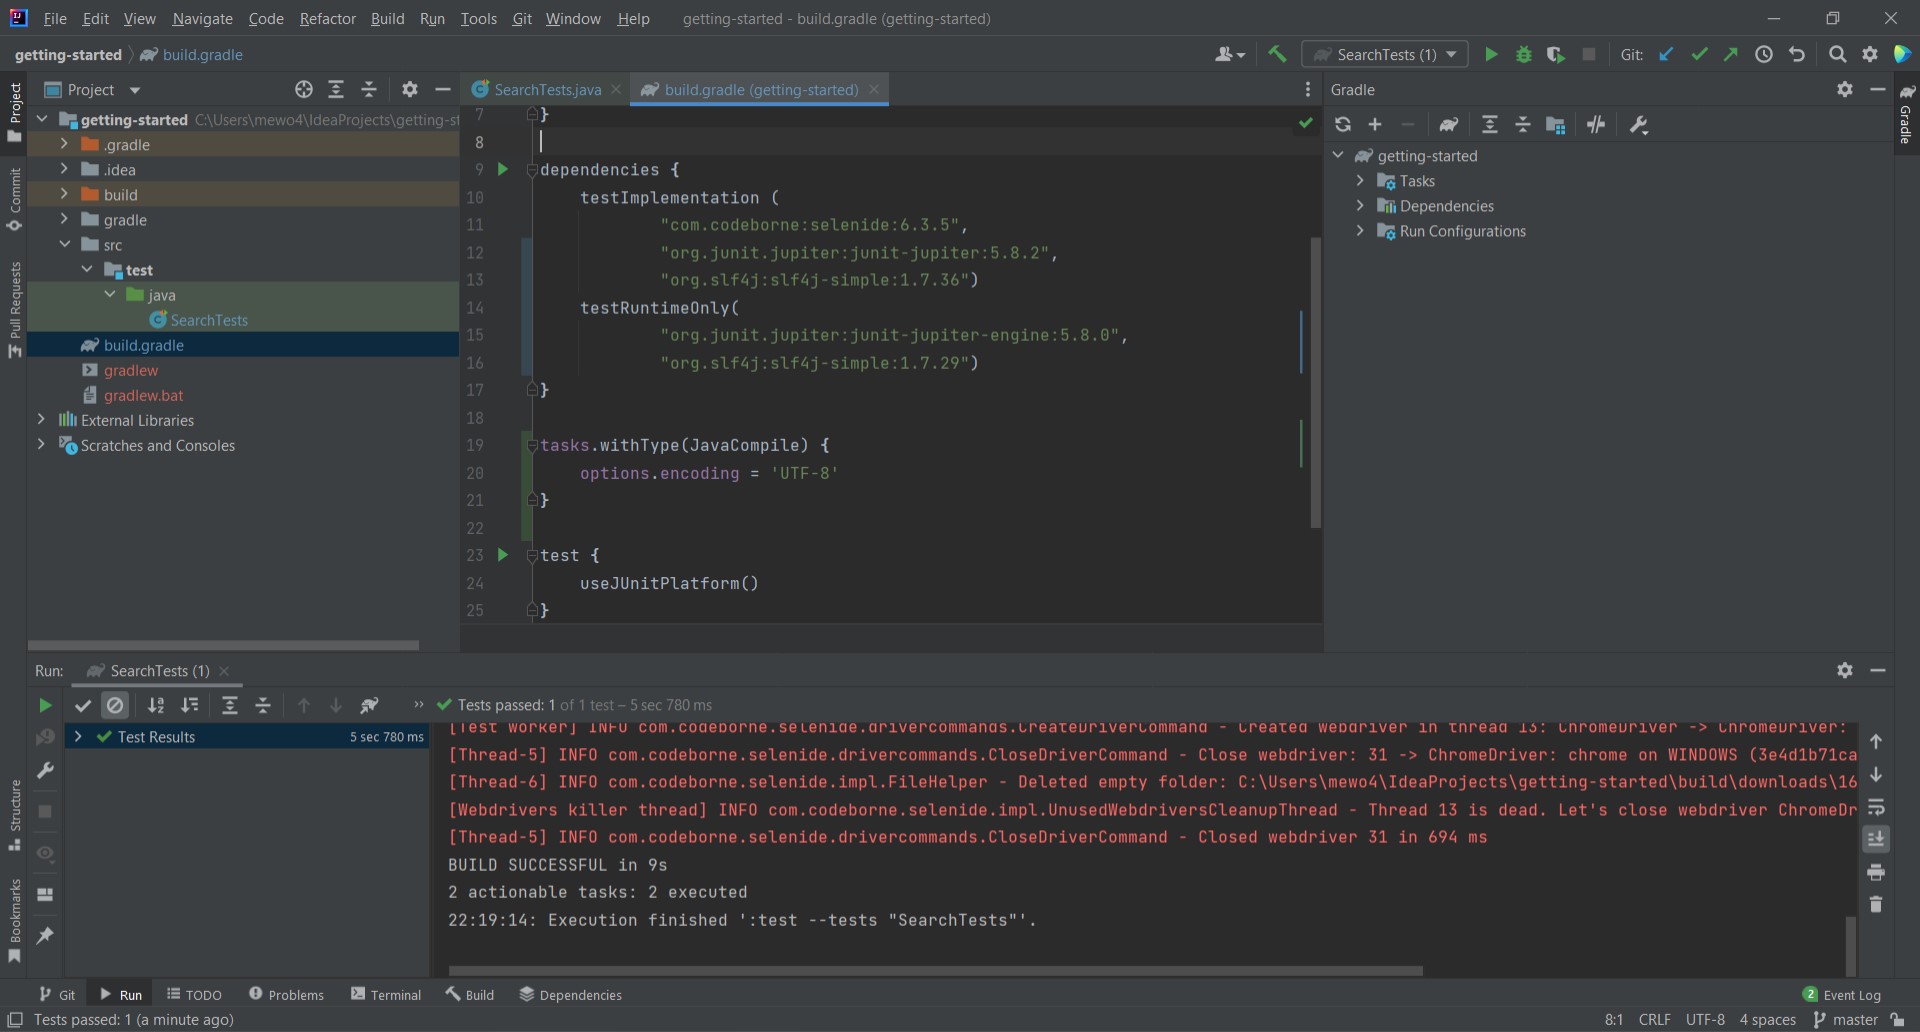 File Edit View Navigate Code Refactor Build Run Tools Git Window Help getting-started - build.gradle (getting-started)
getting-started build.gradle SearchTests (1) Git:
Project
Commit
Pull Requests
Structure
Bookmarks
Project
getting-started C:\Users\mewo4\IdeaProjects\getting-st
.gradle
.idea
build
gradle
src
test
java
SearchTests
build.gradle
gradlew
gradlew.bat
External Libraries
Scratches and Consoles
SearchTests.java build.gradle (getting-started)
7 }
8
9 dependencies {
10 testImplementation (
11 "com.codeborne:selenide:6.3.5",
12 "org.junit.jupiter:junit-jupiter:5.8.2",
13 "org.slf4j:slf4j-simple:1.7.36")
14 testRuntimeOnly(
15 "org.junit.jupiter:junit-jupiter-engine:5.8.0",
16 "org.slf4j:slf4j-simple:1.7.29")
17 }
18
19 tasks.withType(JavaCompile) {
20 options.encoding = 'UTF-8'
21 }
22
23 test {
24 useJUnitPlatform()
25 }
Gradle
getting-started
Tasks
Dependencies
Run Configurations
Gradle
Run: SearchTests (1)
» Tests passed: 1 of 1 test – 5 sec 780 ms
Test Results 5 sec 780 ms
[Test worker] INFO com.codeborne.selenide.drivercommands.CreateDriverCommand - Created webdriver in thread 13: ChromeDriver -> ChromeDriver:
[Thread-5] INFO com.codeborne.selenide.drivercommands.CloseDriverCommand - Close webdriver: 31 -> ChromeDriver: chrome on WINDOWS (3e4d1b71ca
[Thread-6] INFO com.codeborne.selenide.impl.FileHelper - Deleted empty folder: C:\Users\mewo4\IdeaProjects\getting-started\build\downloads\16
[Webdrivers killer thread] INFO com.codeborne.selenide.impl.UnusedWebdriversCleanupThread - Thread 13 is dead. Let's close webdriver ChromeDr
[Thread-5] INFO com.codeborne.selenide.drivercommands.CloseDriverCommand - Closed webdriver 31 in 694 ms
BUILD SUCCESSFUL in 9s
2 actionable tasks: 2 executed
22:19:14: Execution finished ':test --tests "SearchTests"'.
Git Run TODO Problems Terminal Build Dependencies 2 Event Log
Tests passed: 1 (a minute ago) 8:1 CRLF UTF-8 4 spaces master